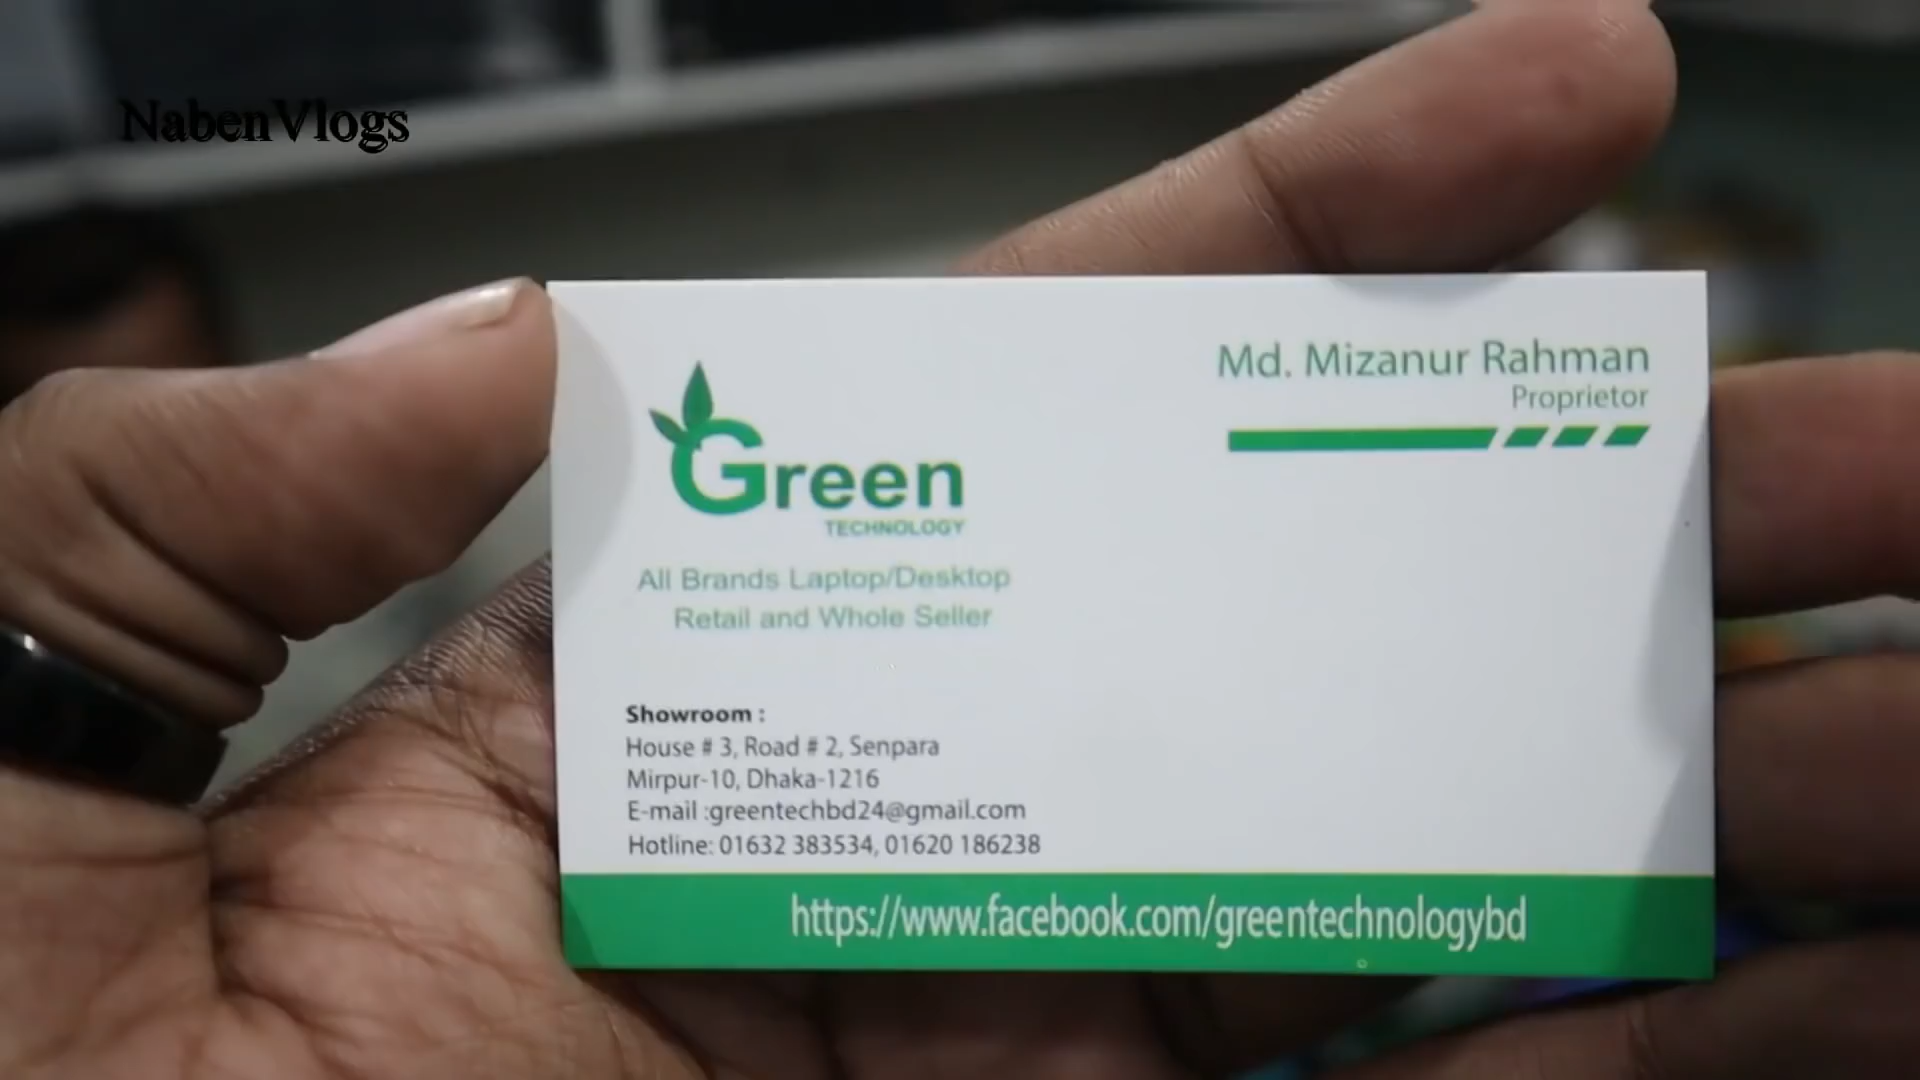 NabenVlogs
Md. Mizanur Rahman
Proprietor
Green
TECHNOLOGY
All Brands Laptop/Desktop
Retail and Whole Seller
Showroom :
House # 3, Road # 2, Senpara
Mirpur-10, Dhaka-1216
E-mail :greentechbd24@gmail.com
Hotline: 01632 383534, 01620 186238
https://www.facebook.com/greentechnologybd